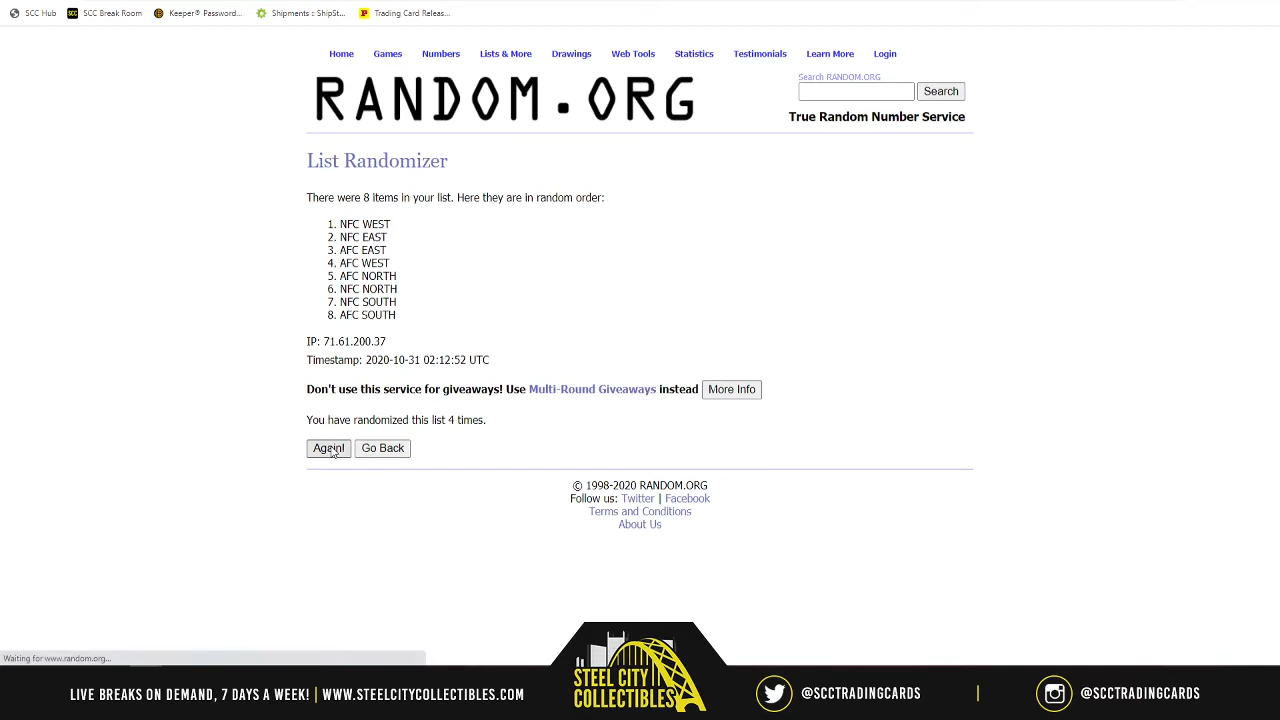 SCC Hub SCC Break Room Keeper® Password... Shipments :: ShipSt... Trading Card Releas...
Home Games Numbers Lists & More Drawings Web Tools Statistics Testimonials Learn More Login
RANDOM.ORG
Search RANDOM.ORG
Search
True Random Number Service
List Randomizer
There were 8 items in your list. Here they are in random order:
1. NFC WEST
2. NFC EAST
3. AFC EAST
4. AFC WEST
5. AFC NORTH
6. NFC NORTH
7. NFC SOUTH
8. AFC SOUTH
IP: 71.61.200.37
Timestamp: 2020-10-31 02:12:52 UTC
Don't use this service for giveaways! Use Multi-Round Giveaways instead More Info
You have randomized this list 4 times.
Again! Go Back
© 1998-2020 RANDOM.ORG
Follow us: Twitter | Facebook
Terms and Conditions
About Us
Waiting for www.random.org...
LIVE BREAKS ON DEMAND, 7 DAYS A WEEK! | WWW.STEELCITYCOLLECTIBLES.COM
STEEL CITY
COLLECTIBLES
@SCCTRADINGCARDS | @SCCTRADINGCARDS